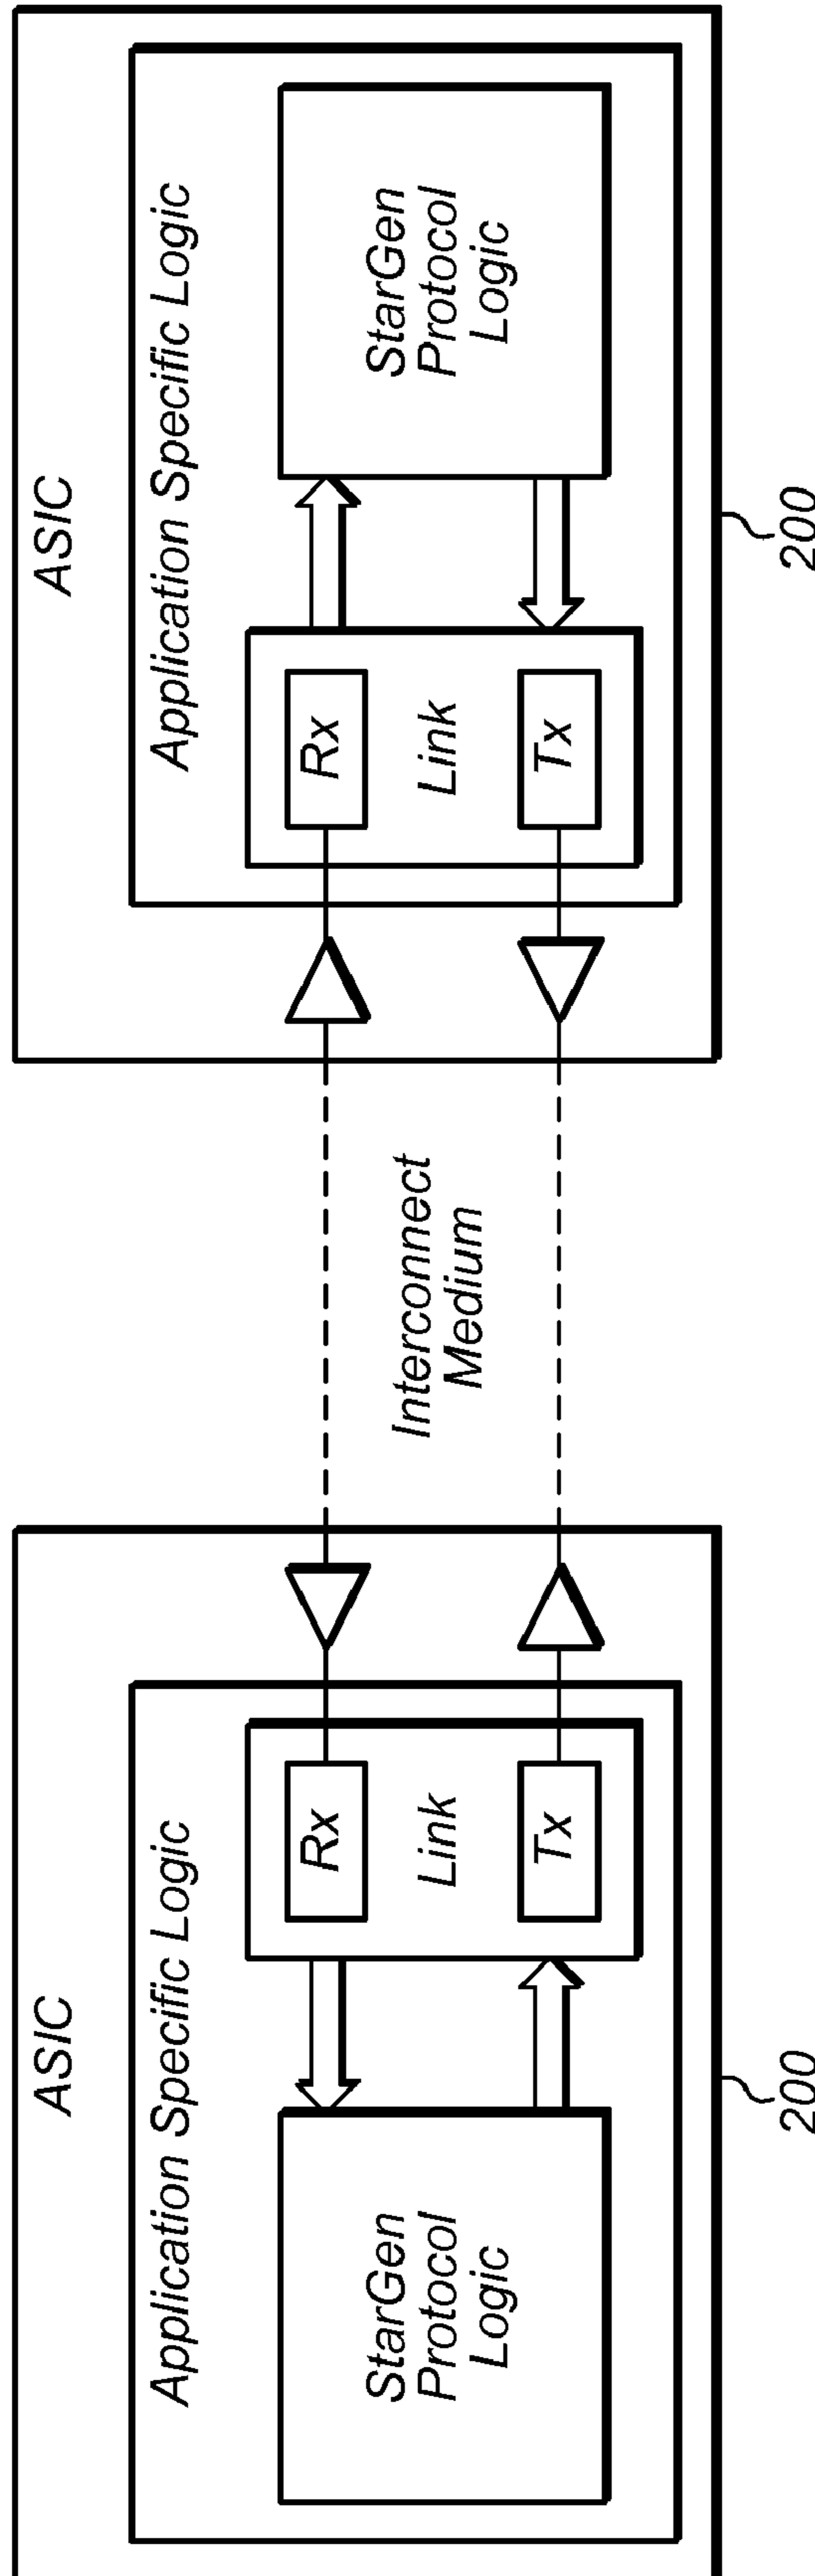 ASIC
Application Specific Logic
StarGen
Protocol
Logic
Rx
Link
Tx
200
Interconnect
Medium
ASIC
Application Specific Logic
Rx
Link
Tx
StarGen
Protocol
Logic
200